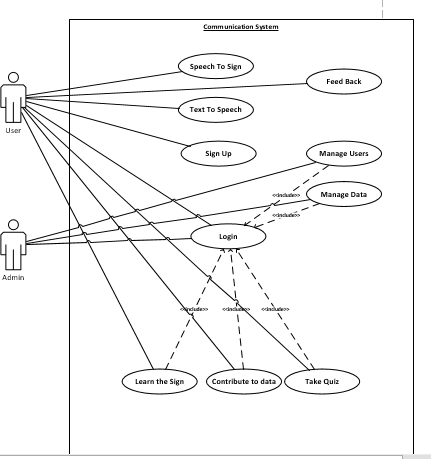 Communication System
Speech To Sign
Feed Back
Text To Speech
User
Sign Up
Manage Users
<<include>>
Manage Data
<<include>>
Login
Admin
<<include>>
<<include>>
<<include>>
Learn the Sign
Contribute to data
Take Quiz